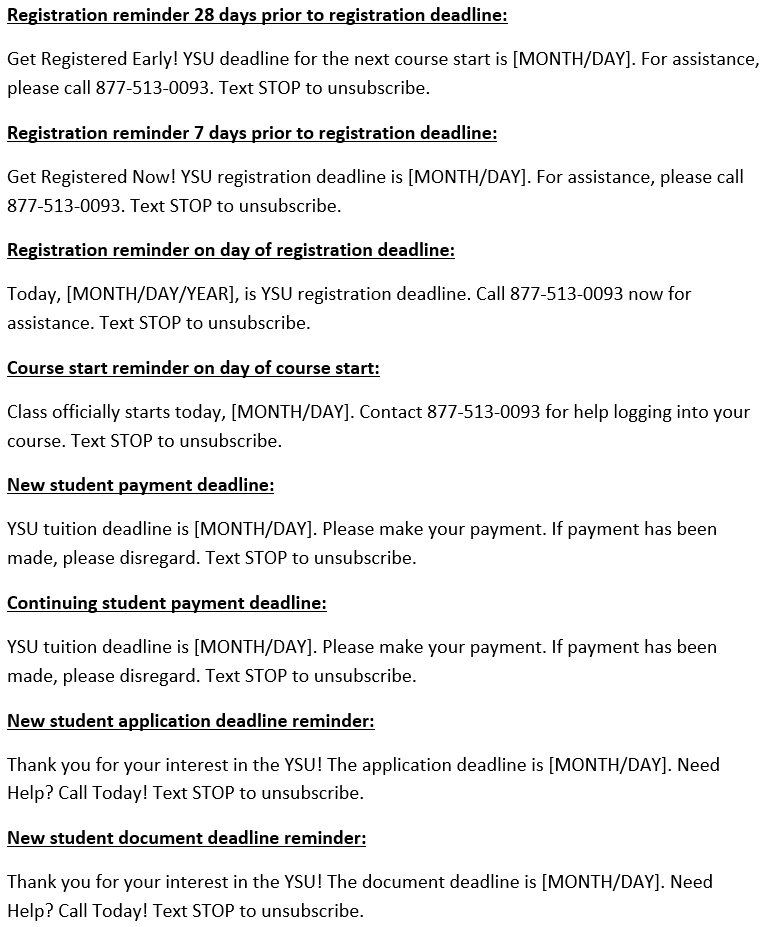 Registration reminder 28 days prior to registration deadline:
Get Registered Early! YSU deadline for the next course start is [MONTH/DAY]. For assistance,
please call 877-513-0093. Text STOP to unsubscribe.
Registration reminder 7 days prior to registration deadline:
Get Registered Now! YSU registration deadline is [MONTH/DAY]. For assistance, please call
877-513-0093. Text STOP to unsubscribe.
Registration reminder on day of registration deadline:
Today, [MONTH/DAY/YEAR], is YSU registration deadline. Call 877-513-0093 now for
assistance. Text STOP to unsubscribe.
Course start reminder on day of course start:
Class officially starts today, [MONTH/DAY]. Contact 877-513-0093 for help logging into your
course. Text STOP to unsubscribe.
New student payment deadline:
YSU tuition deadline is [MONTH/DAY]. Please make your payment. If payment has been
made, please disregard. Text STOP to unsubscribe.
Continuing student payment deadline:
YSU tuition deadline is [MONTH/DAY]. Please make your payment. If payment has been
made, please disregard. Text STOP to unsubscribe.
New student application deadline reminder:
Thank you for your interest in the YSU! The application deadline is [MONTH/DAY]. Need
Help? Call Today! Text STOP to unsubscribe.
New student document deadline reminder:
Thank you for your interest in the YSU! The document deadline is [MONTH/DAY]. Need
Help? Call Today! Text STOP to unsubscribe.